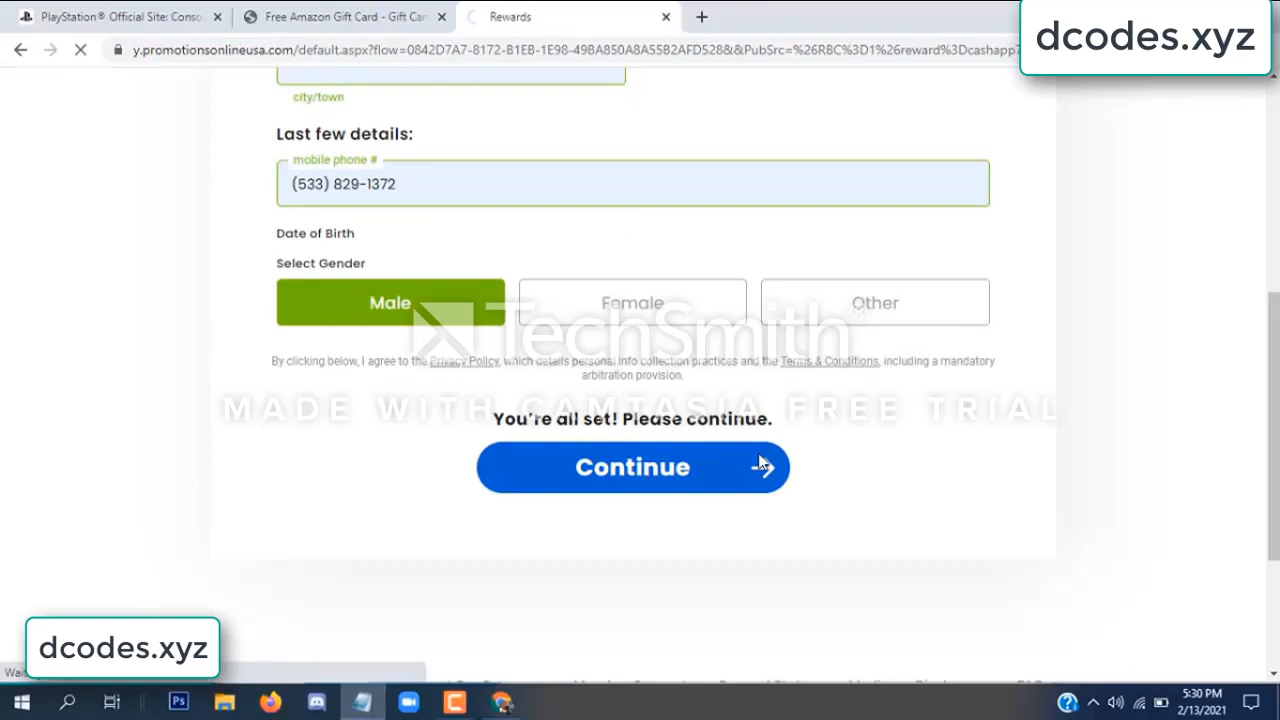 PlayStation® Official Site: Conso
Free Amazon Gift Card - Gift Car
Rewards
y.promotionsonlineusa.com/default.aspx?flow=0842D7A7-8172-B1EB-1E98-49BA850A8A55B2AFD528&&PubSrc=%26RBC%3D1%26reward%3Dcashapp
dcodes.xyz
city/town
Last few details:
mobile phone #
(533) 829-1372
Date of Birth
Select Gender
Male
Female
Other
TechSmith
By clicking below, I agree to the Privacy Policy, which details personal info collection practices and the Terms & Conditions, including a mandatory
arbitration provision.
MADE WITH CAMTASIA FREE TRIAL
You're all set! Please continue.
Continue
dcodes.xyz
Ps
5:30 PM
2/13/2021